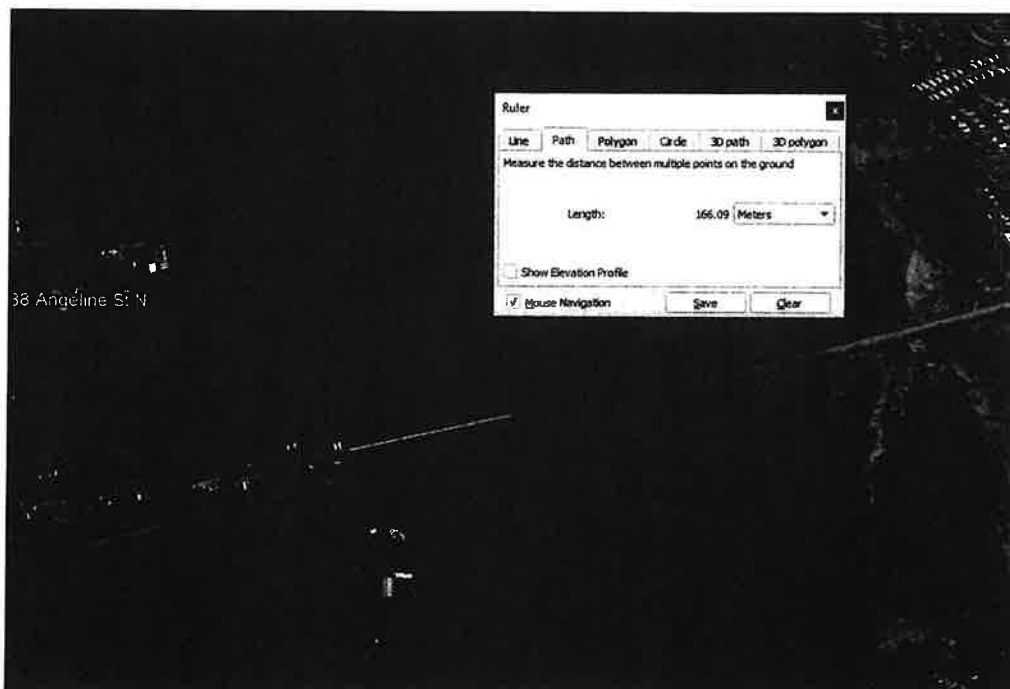 Ruler
x
Line Path Polygon Circle 3D path 3D polygon
Measure the distance between multiple points on the ground
Length: 166.09 Meters
Show Elevation Profile
Mouse Navigation Save Clear
38 Angeline St N